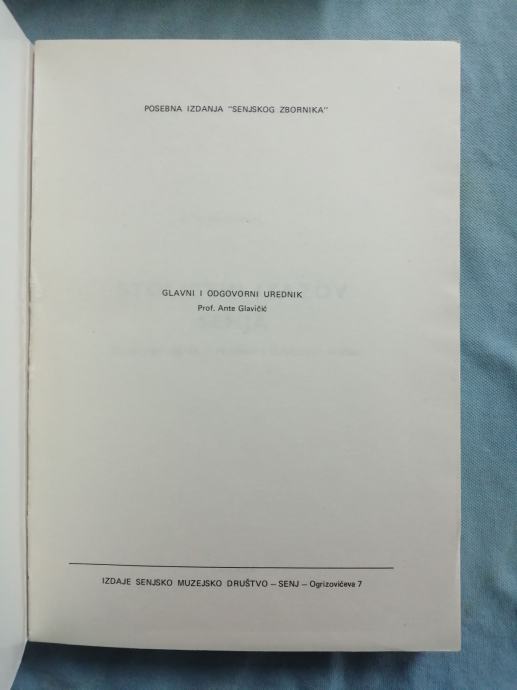 POSEBNA IZDANJA "SENJSKOG ZBORNIKA"
GLAVNI I ODGOVORNI UREDNIK
Prof. Ante Glavičić
IZDAJE SENJSKO MUZEJSKO DRUŠTVO – SENJ – Ogrizovićeva 7